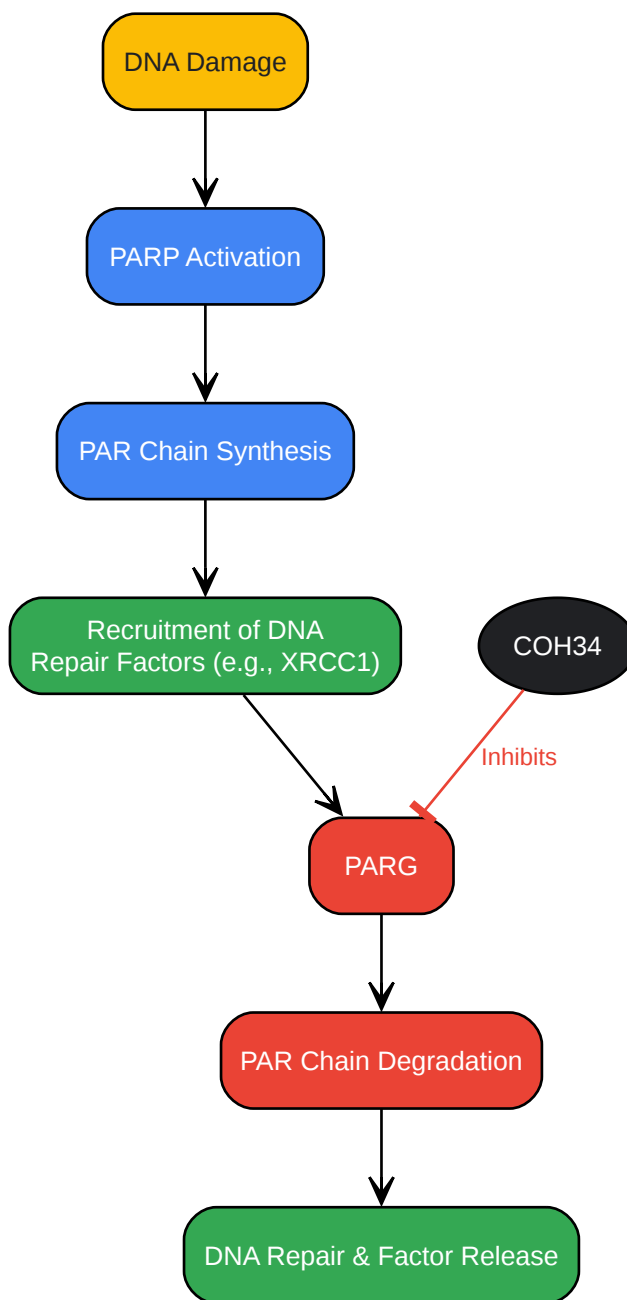 DNA Damage
PARP Activation
PAR Chain Synthesis
Recruitment of DNA
Repair Factors (e.g., XRCC1)
COH34
Inhibits
PARG
PAR Chain Degradation
DNA Repair & Factor Release